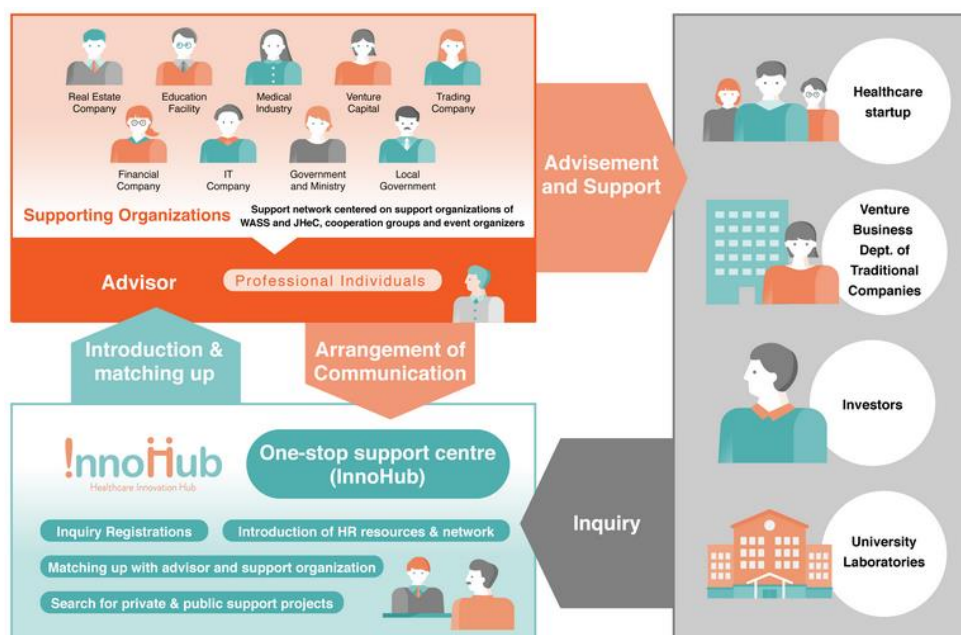 Real Estate
Company
Education
Facility
Medical
Industry
Venture
Capital
Trading
Company
Financial
Company
IT
Company
Government
and Ministry
Local
Government
Supporting Organizations
Support network centered on support organizations of
WASS and JHeC, cooperation groups and event organizers
Advisor
Professional Individuals
Advisement
and Support
Healthcare
startup
Venture
Business
Dept. of
Traditional
Companies
Investors
University
Laboratories
Inquiry
Introduction &
matching up
Arrangement of
Communication
InnoHub
Healthcare Innovation Hub
One-stop support centre
(InnoHub)
Inquiry Registrations
Introduction of HR resources & network
Matching up with advisor and support organization
Search for private & public support projects